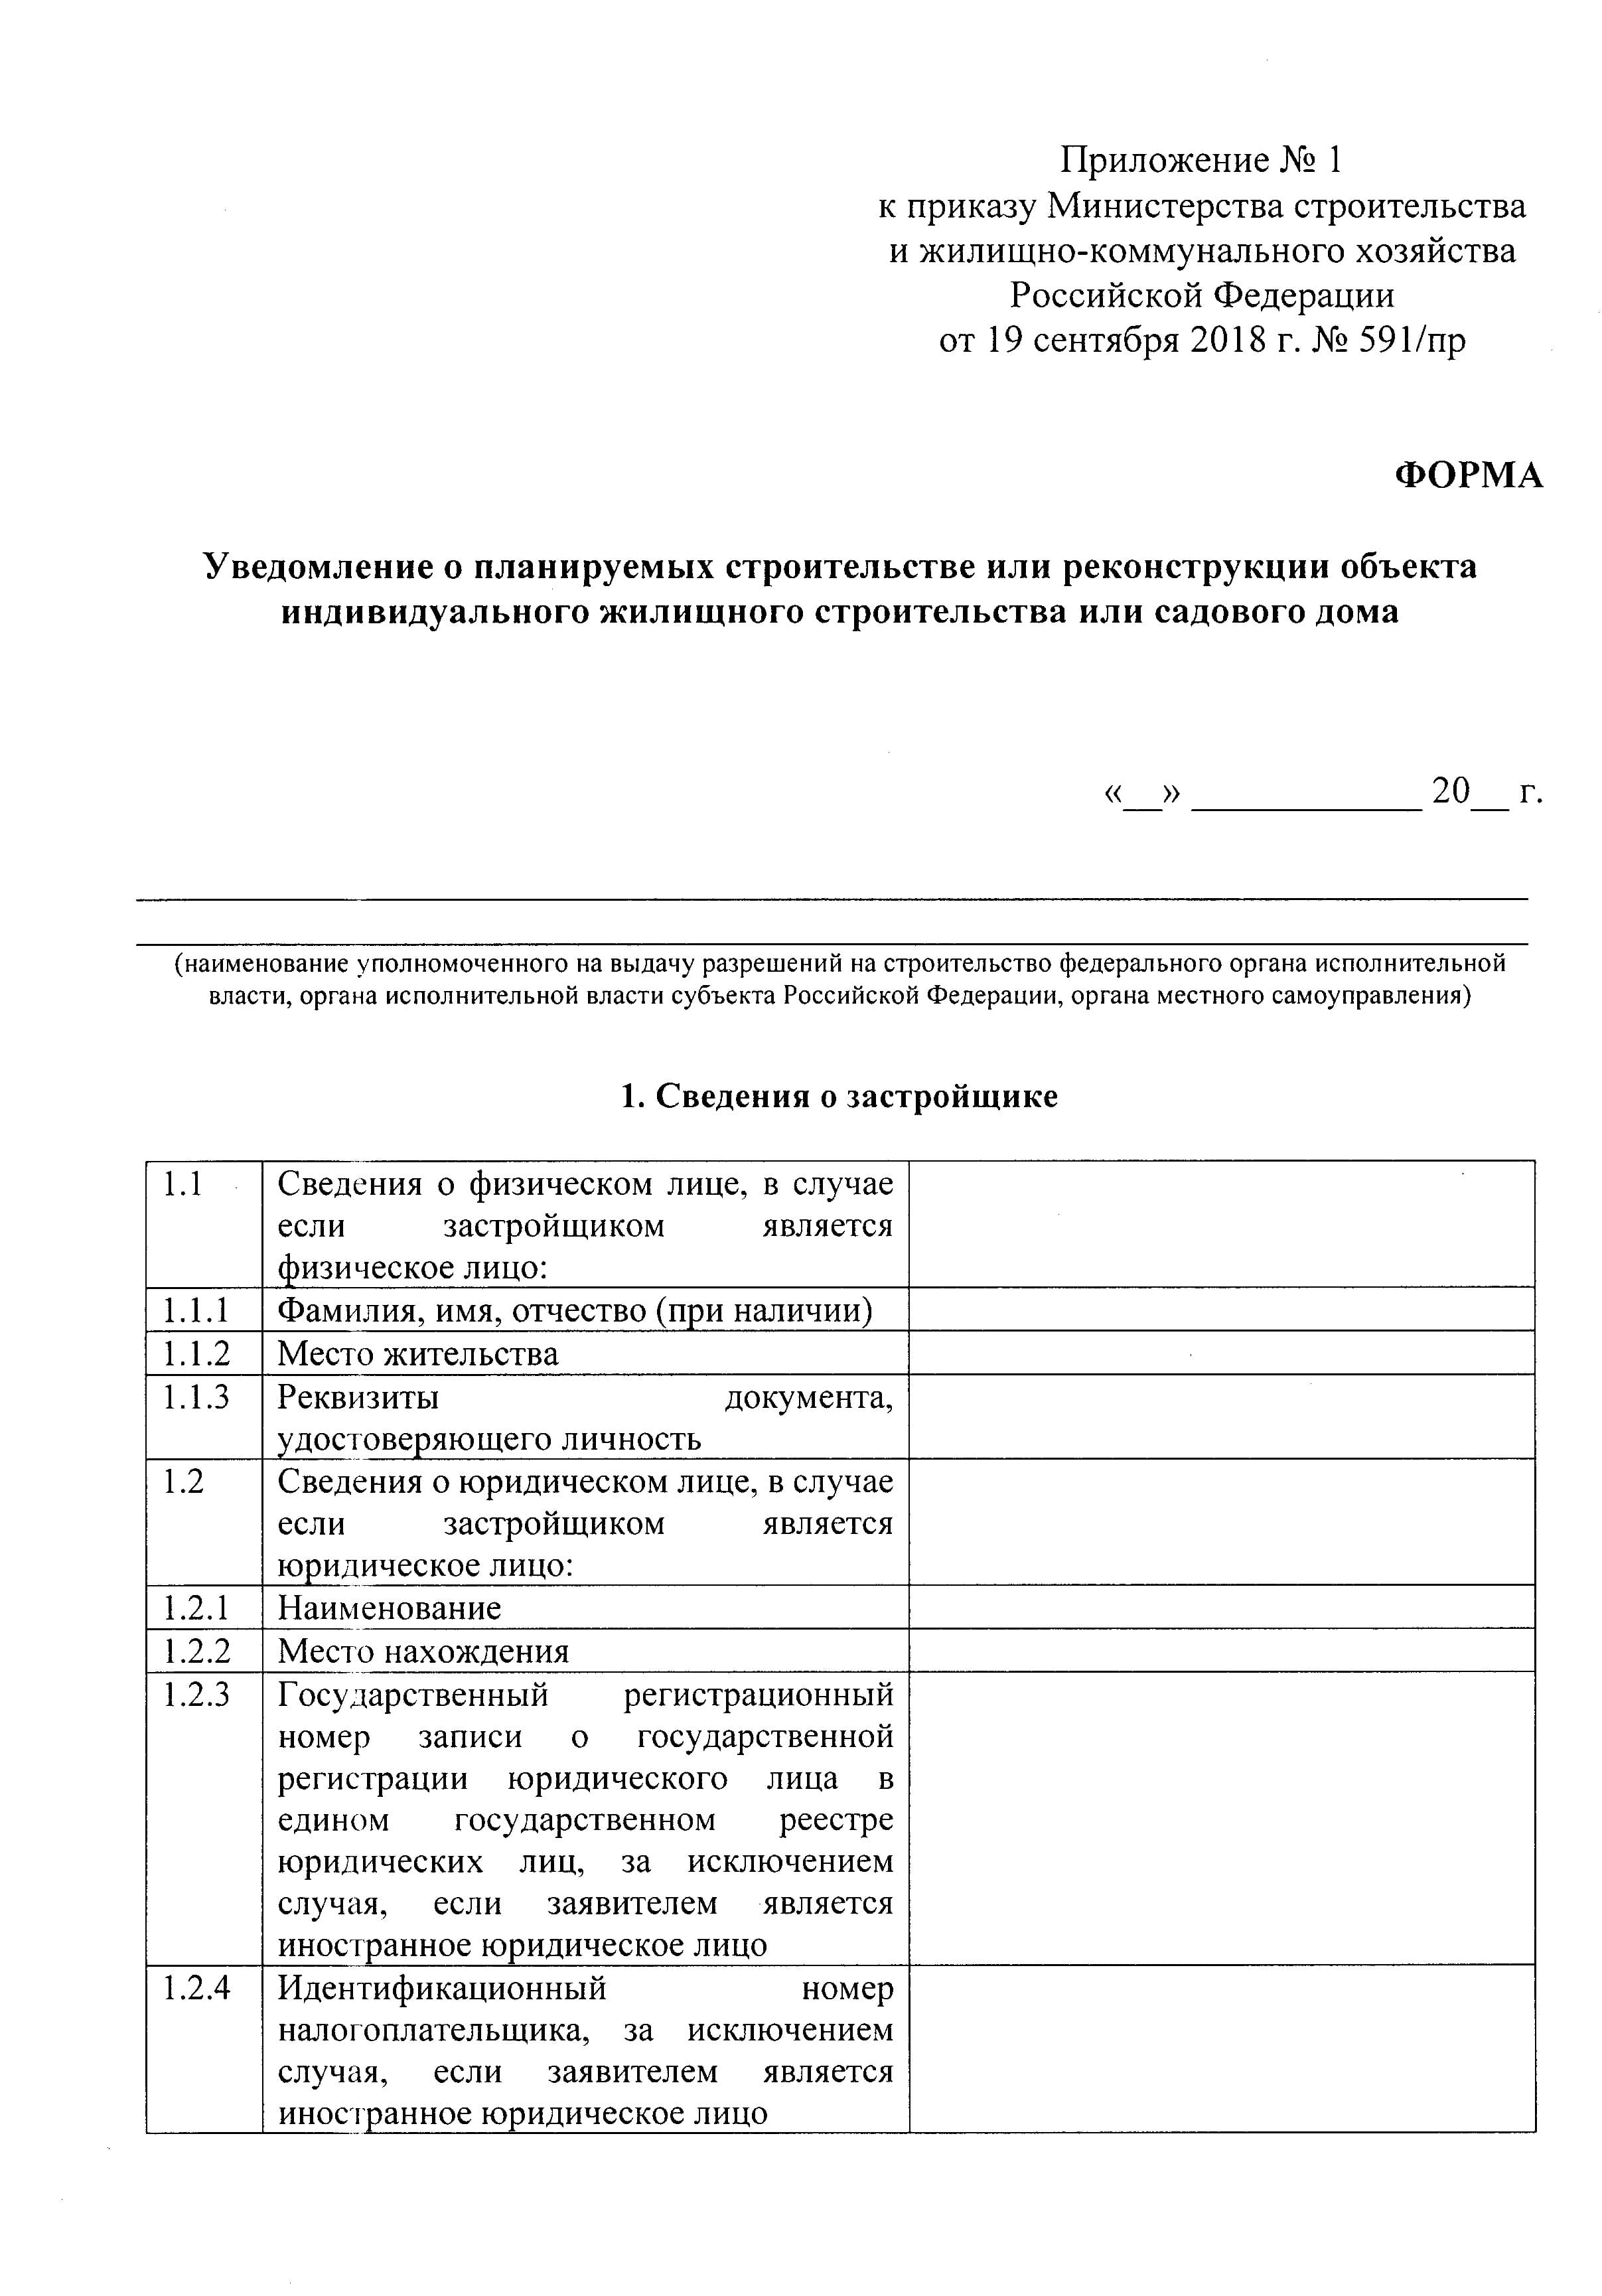 Приложение № 1
к приказу Министерства строительства
и жилищно-коммунального хозяйства
Российской Федерации
от 19 сентября 2018 г. № 591/пр
ФОРМА
Уведомление о планируемых строительстве или реконструкции объекта
индивидуального жилищного строительства или садового дома
«__» ____________ 20__ г.
(наименование уполномоченного на выдачу разрешений на строительство федерального органа исполнительной
власти, органа исполнительной власти субъекта Российской Федерации, органа местного самоуправления)
1. Сведения о застройщике
1.1 Сведения о физическом лице, в случае
если застройщиком является
физическое лицо:
1.1.1 Фамилия, имя, отчество (при наличии)
1.1.2 Место жительства
1.1.3 Реквизиты документа,
удостоверяющего личность
1.2 Сведения о юридическом лице, в случае
если застройщиком является
юридическое лицо:
1.2.1 Наименование
1.2.2 Место нахождения
1.2.3 Государственный регистрационный
номер записи о государственной
регистрации юридического лица в
едином государственном реестре
юридических лиц, за исключением
случая, если заявителем является
иностранное юридическое лицо
1.2.4 Идентификационный номер
налогоплательщика, за исключением
случая, если заявителем является
иностранное юридическое лицо